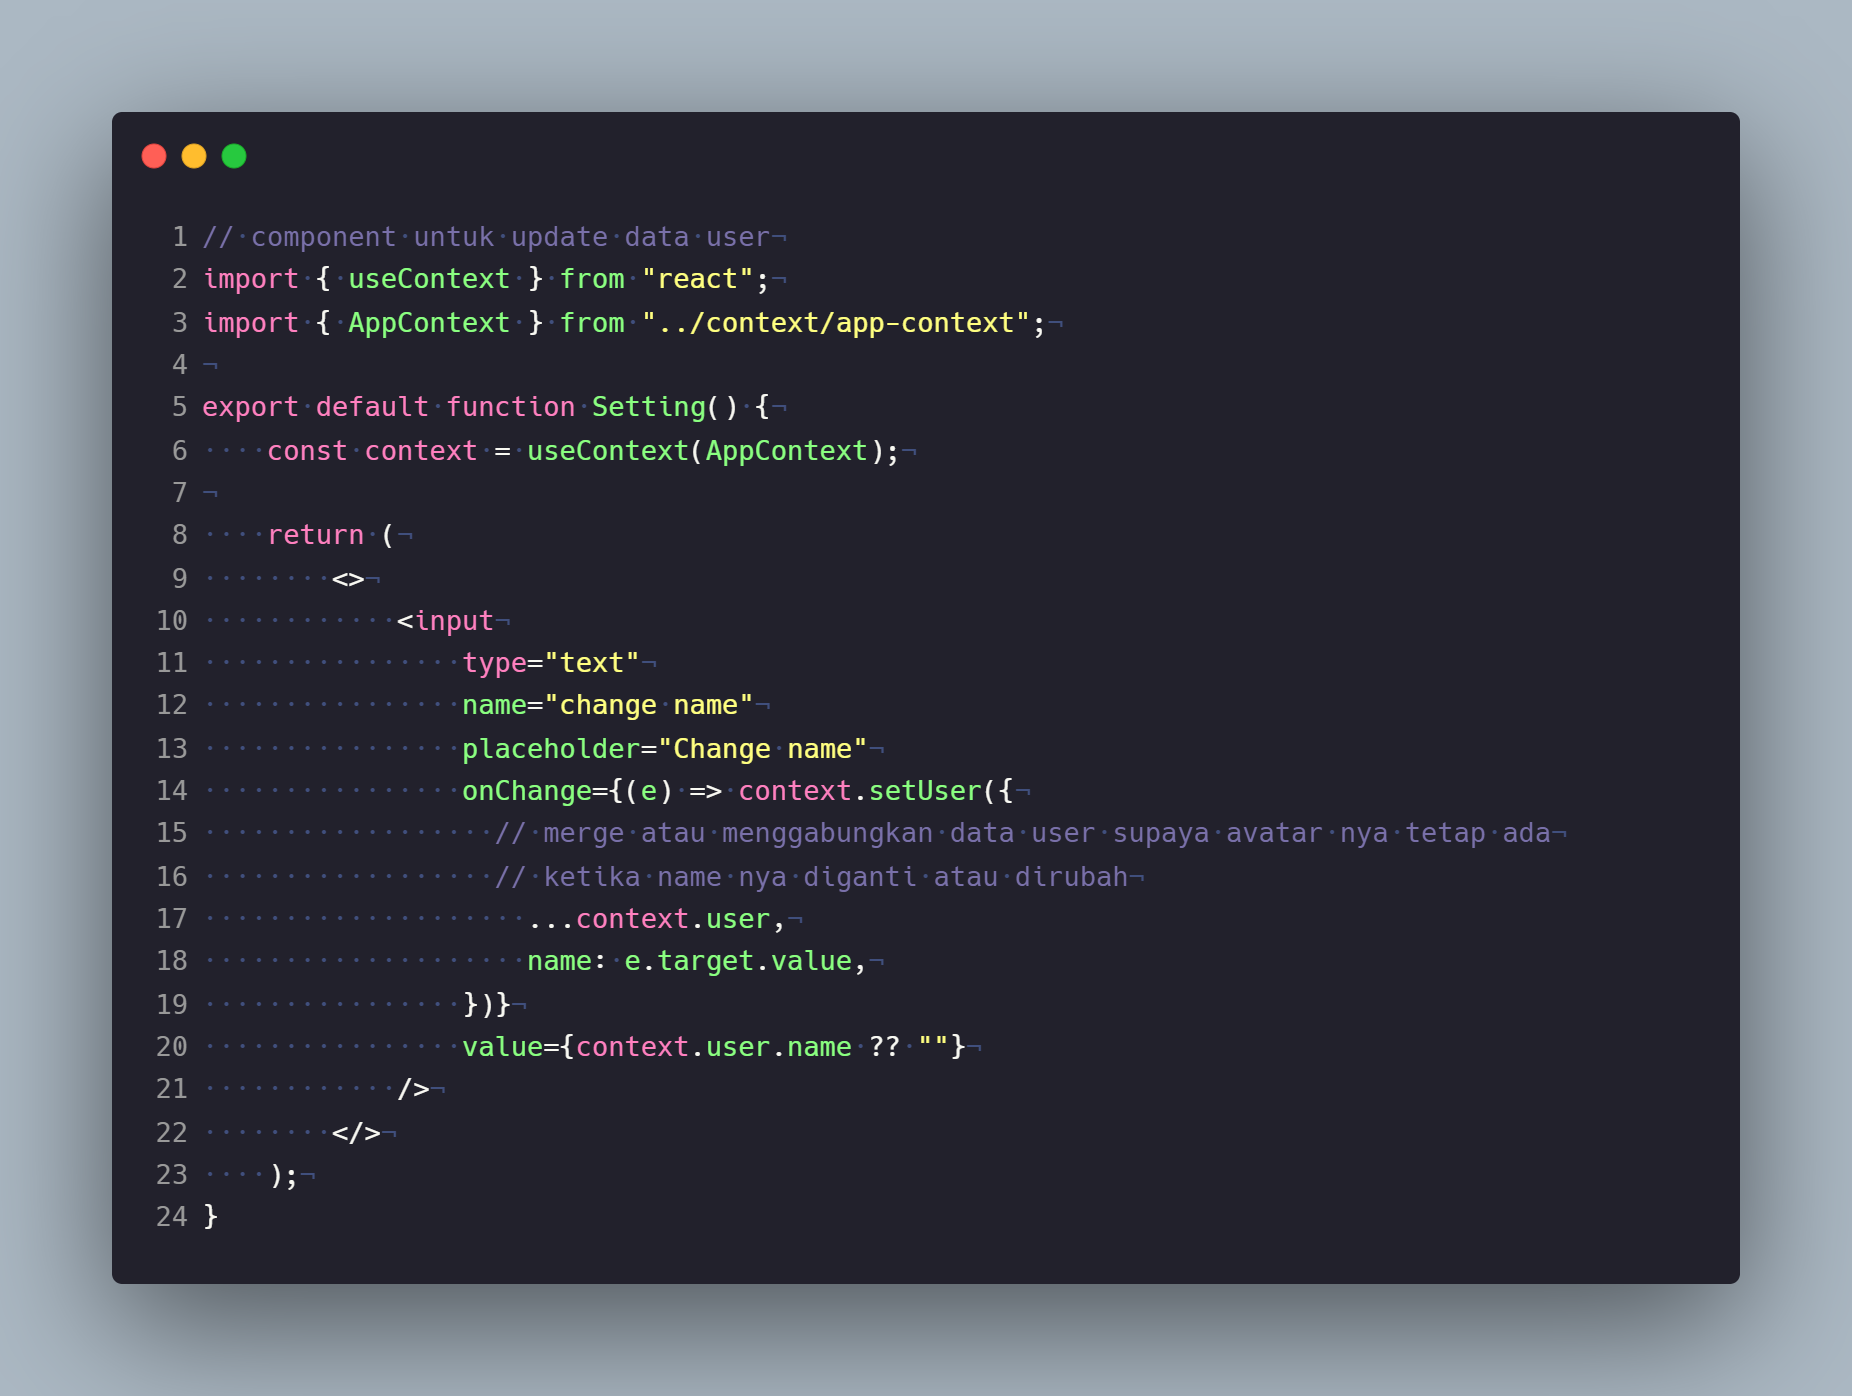 1 // component untuk update data user
2 import { useContext } from "react";
3 import { AppContext } from "../context/app-context";
4
5 export default function Setting() {
6     const context = useContext(AppContext);
7
8     return (
9         <>
10             <input
11                 type="text"
12                 name="change name"
13                 placeholder="Change name"
14                 onChange={(e) => context.setUser({
15                   // merge atau menggabungkan data user supaya avatar nya tetap ada
16                   // ketika name nya diganti atau dirubah
17                     ...context.user,
18                     name: e.target.value,
19                 })}
20                 value={context.user.name ?? ""}
21             />
22         </>
23     );
24 }